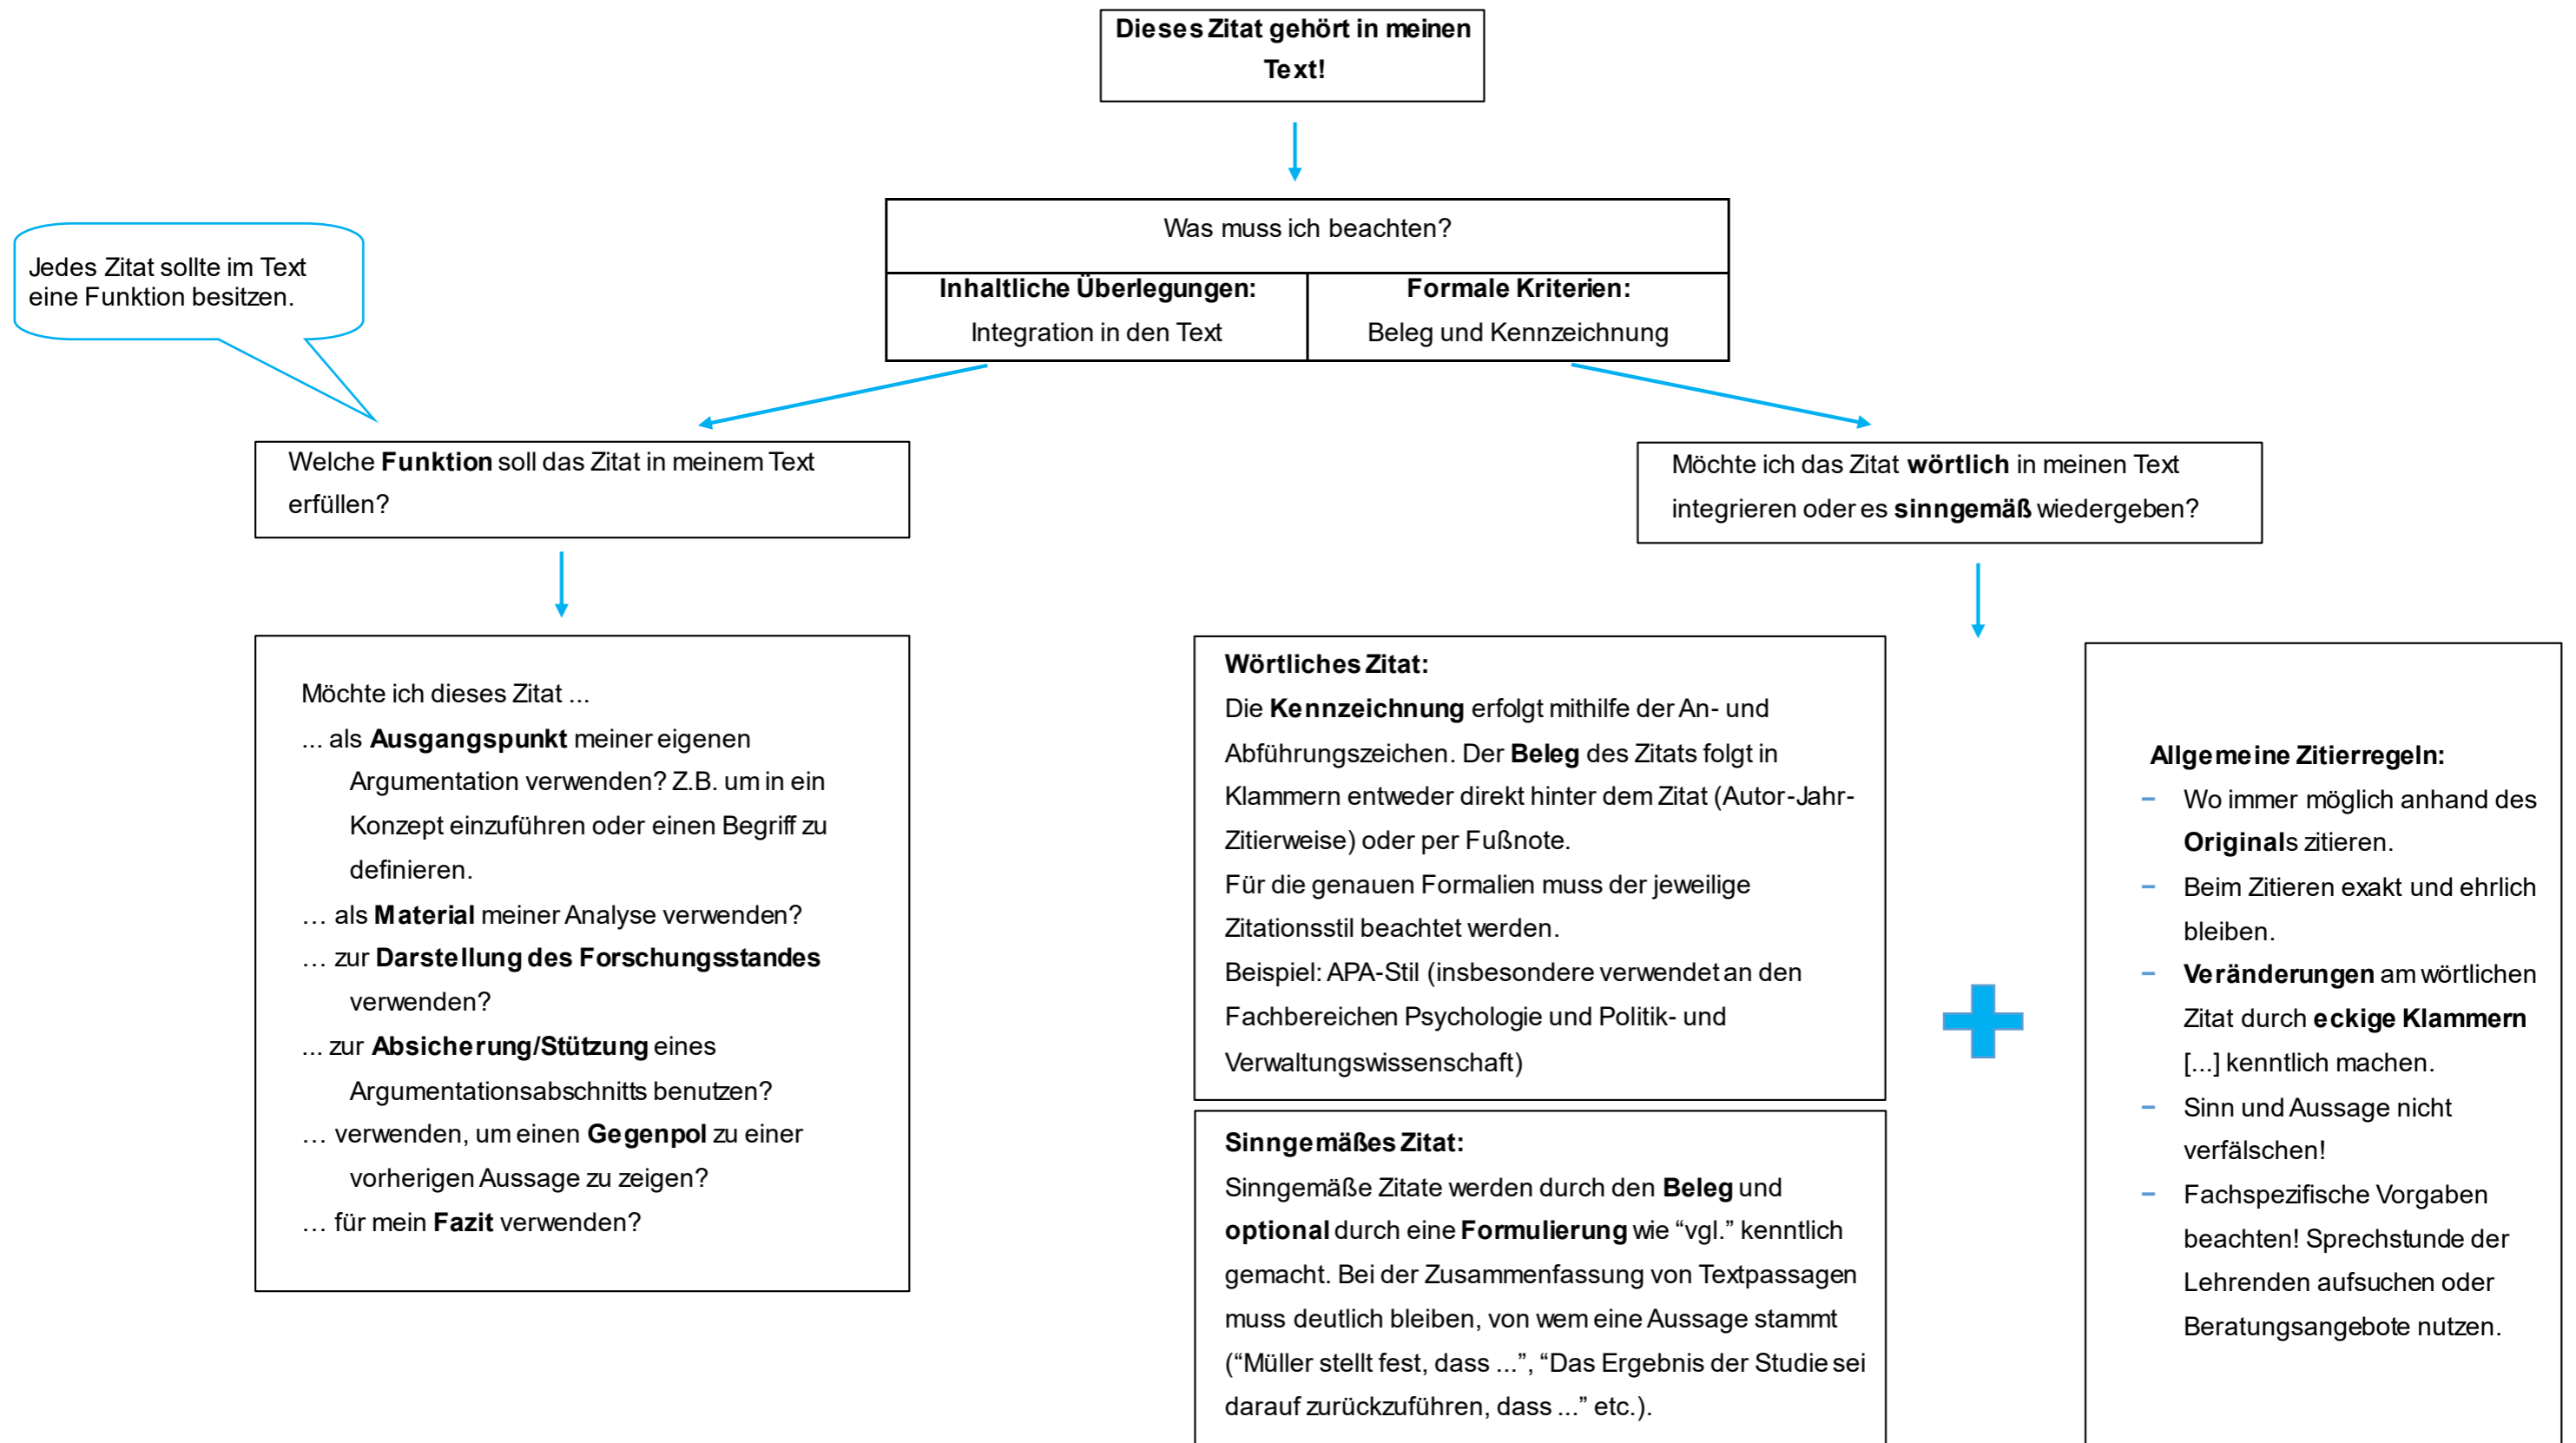 Dieses Zitat gehört in meinen
Text!
Was muss ich beachten?
Inhaltliche Überlegungen:
Integration in den Text
Formale Kriterien:
Beleg und Kennzeichnung
Jedes Zitat sollte im Text
eine Funktion besitzen.
Welche Funktion soll das Zitat in meinem Text
erfüllen?
Möchte ich dieses Zitat ...
... als Ausgangspunkt meiner eigenen
Argumentation verwenden? Z.B. um in ein
Konzept einzuführen oder einen Begriff zu
definieren.
… als Material meiner Analyse verwenden?
… zur Darstellung des Forschungsstandes
verwenden?
... zur Absicherung/Stützung eines
Argumentationsabschnitts benutzen?
… verwenden, um einen Gegenpol zu einer
vorherigen Aussage zu zeigen?
… für mein Fazit verwenden?
Möchte ich das Zitat wörtlich in meinen Text
integrieren oder es sinngemäß wiedergeben?
Wörtliches Zitat:
Die Kennzeichnung erfolgt mithilfe der An- und
Abführungszeichen. Der Beleg des Zitats folgt in
Klammern entweder direkt hinter dem Zitat (Autor-Jahr-
Zitierweise) oder per Fußnote.
Für die genauen Formalien muss der jeweilige
Zitationsstil beachtet werden.
Beispiel: APA-Stil (insbesondere verwendet an den
Fachbereichen Psychologie und Politik- und
Verwaltungswissenschaft)
Sinngemäßes Zitat:
Sinngemäße Zitate werden durch den Beleg und
optional durch eine Formulierung wie “vgl.” kenntlich
gemacht. Bei der Zusammenfassung von Textpassagen
muss deutlich bleiben, von wem eine Aussage stammt
(“Müller stellt fest, dass ...”, “Das Ergebnis der Studie sei
darauf zurückzuführen, dass ...” etc.).
Allgemeine Zitierregeln:
– Wo immer möglich anhand des
Originals zitieren.
– Beim Zitieren exakt und ehrlich
bleiben.
– Veränderungen am wörtlichen
Zitat durch eckige Klammern
[...] kenntlich machen.
– Sinn und Aussage nicht
verfälschen!
– Fachspezifische Vorgaben
beachten! Sprechstunde der
Lehrenden aufsuchen oder
Beratungsangebote nutzen.